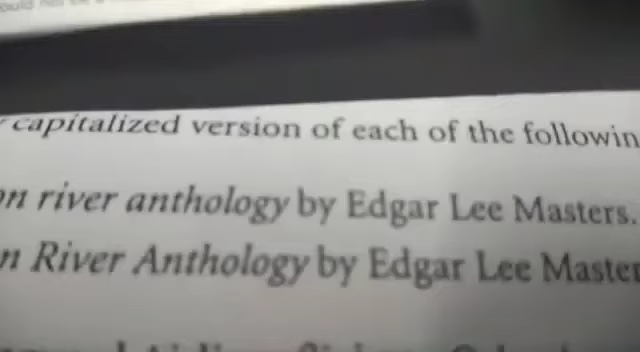 capitalized version of each of the followin
on river anthology by Edgar Lee Masters.
n River Anthology by Edgar Lee Master